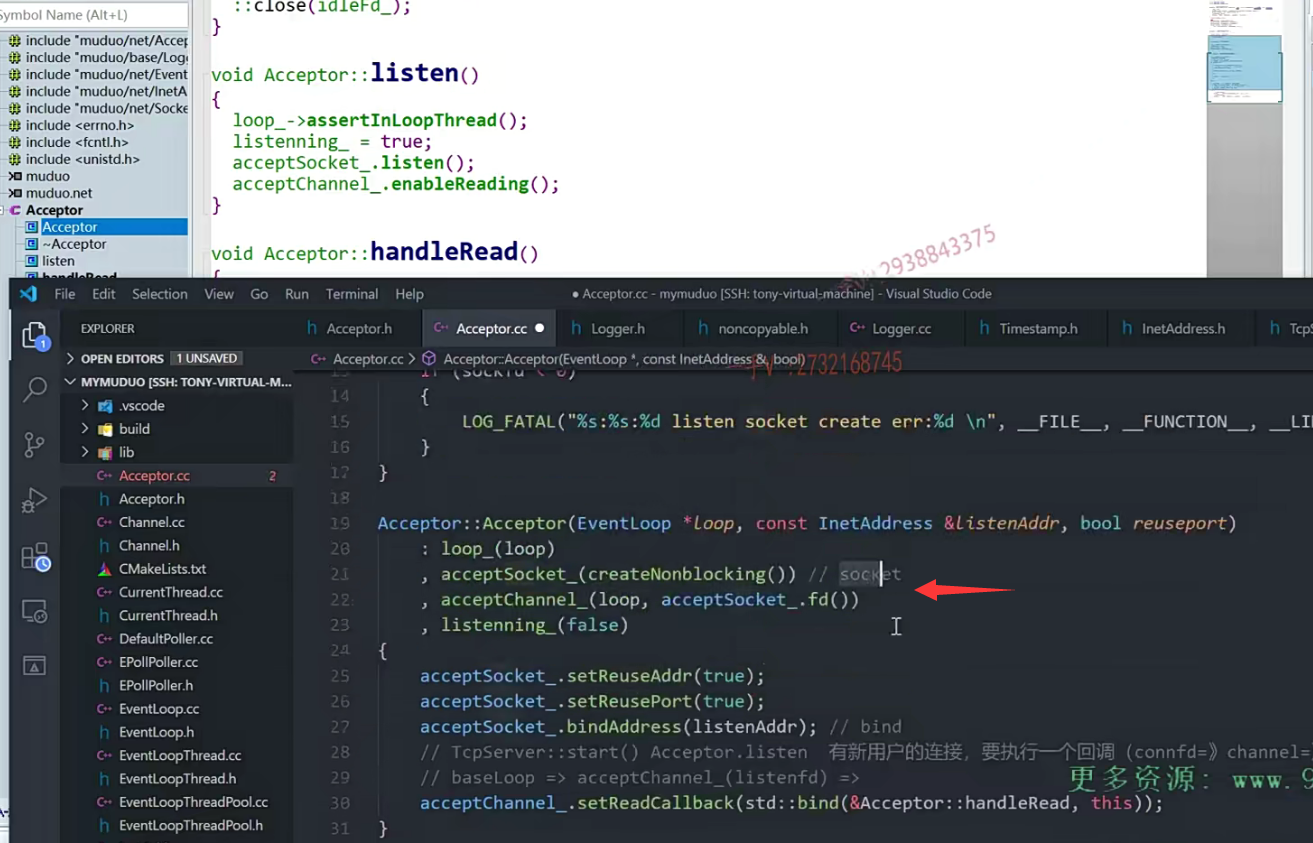 Symbol Name (Alt+L)
include "muduo/net/Accep
include "muduo/base/Logg
include "muduo/net/Event
include "muduo/net/InetA
include "muduo/net/Socke
include <errno.h>
include <fcntl.h>
include <unistd.h>
muduo
muduo.net
Acceptor
Acceptor
~Acceptor
listen
handleRead
::close(idleFd_);
}
void Acceptor::listen()
{
loop_->assertInLoopThread();
listenning_ = true;
acceptSocket_.listen();
acceptChannel_.enableReading();
}
void Acceptor::handleRead()
{
2938843375
File Edit Selection View Go Run Terminal Help
● Acceptor.cc - mymuduo [SSH: tony-virtual-machine] - Visual Studio Code
EXPLORER
Acceptor.h
Acceptor.cc ●
Logger.h
noncopyable.h
Logger.cc
Timestamp.h
InetAddress.h
TcpS
OPEN EDITORS 1 UNSAVED
MYMUDUO [SSH: TONY-VIRTUAL-M...
.vscode
build
lib
Acceptor.cc 2
Acceptor.h
Channel.cc
Channel.h
CMakeLists.txt
CurrentThread.cc
CurrentThread.h
DefaultPoller.cc
EPollPoller.cc
EPollPoller.h
EventLoop.cc
EventLoop.h
EventLoopThread.cc
EventLoopThread.h
EventLoopThreadPool.cc
EventLoopThreadPool.h
Acceptor.cc > Acceptor::Acceptor(EventLoop *, const InetAddress &, bool)
2732168745
13 if (sockfd < 0)
14 {
15 LOG_FATAL("%s:%s:%d listen socket create err:%d \n", __FILE__, __FUNCTION__, __LI
16 }
17 }
18
19 Acceptor::Acceptor(EventLoop *loop, const InetAddress &listenAddr, bool reuseport)
20 : loop_(loop)
21 , acceptSocket_(createNonblocking()) // socket
22 , acceptChannel_(loop, acceptSocket_.fd())
23 , listenning_(false)
24 {
25 acceptSocket_.setReuseAddr(true);
26 acceptSocket_.setReusePort(true);
27 acceptSocket_.bindAddress(listenAddr); // bind
28 // TcpServer::start() Acceptor.listen 有新用户的连接，要执行一个回调（connfd=》channel=
29 // baseLoop => acceptChannel_(listenfd) =>
30 acceptChannel_.setReadCallback(std::bind(&Acceptor::handleRead, this));
31 }
更多资源：www.9